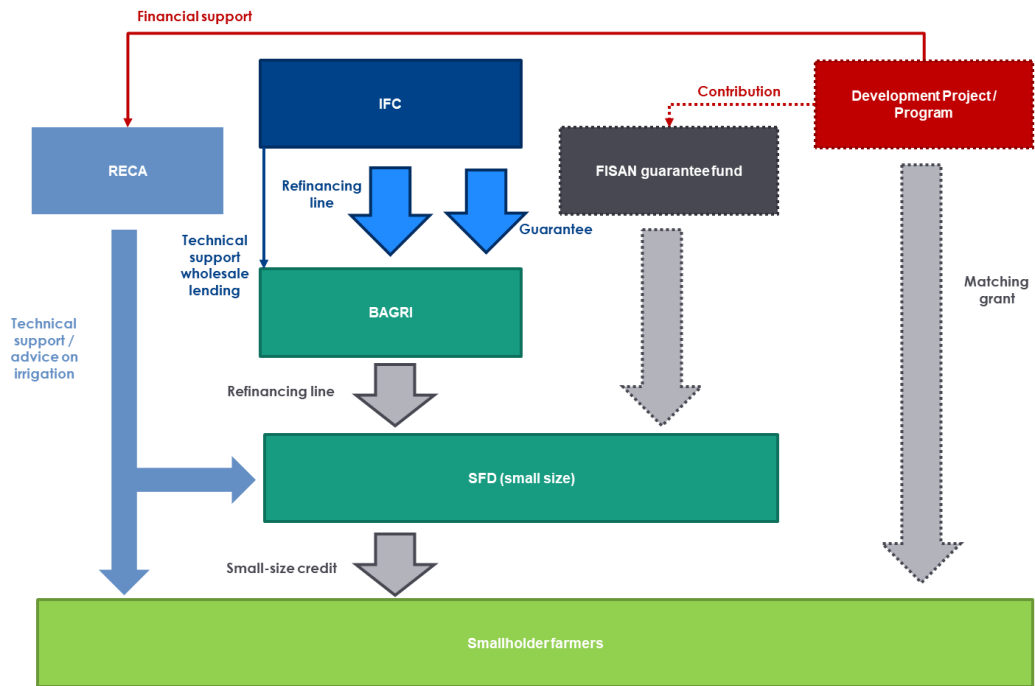 Financial support
IFC
Contribution
Development Project /
Program
RECA
FISAN guarantee fund
Refinancing
line
Guarantee
Technical
support
wholesale
lending
Matching
grant
BAGRI
Technical
support /
advice on
irrigation
Refinancing line
SFD (small size)
Small-size credit
Smallholder farmers